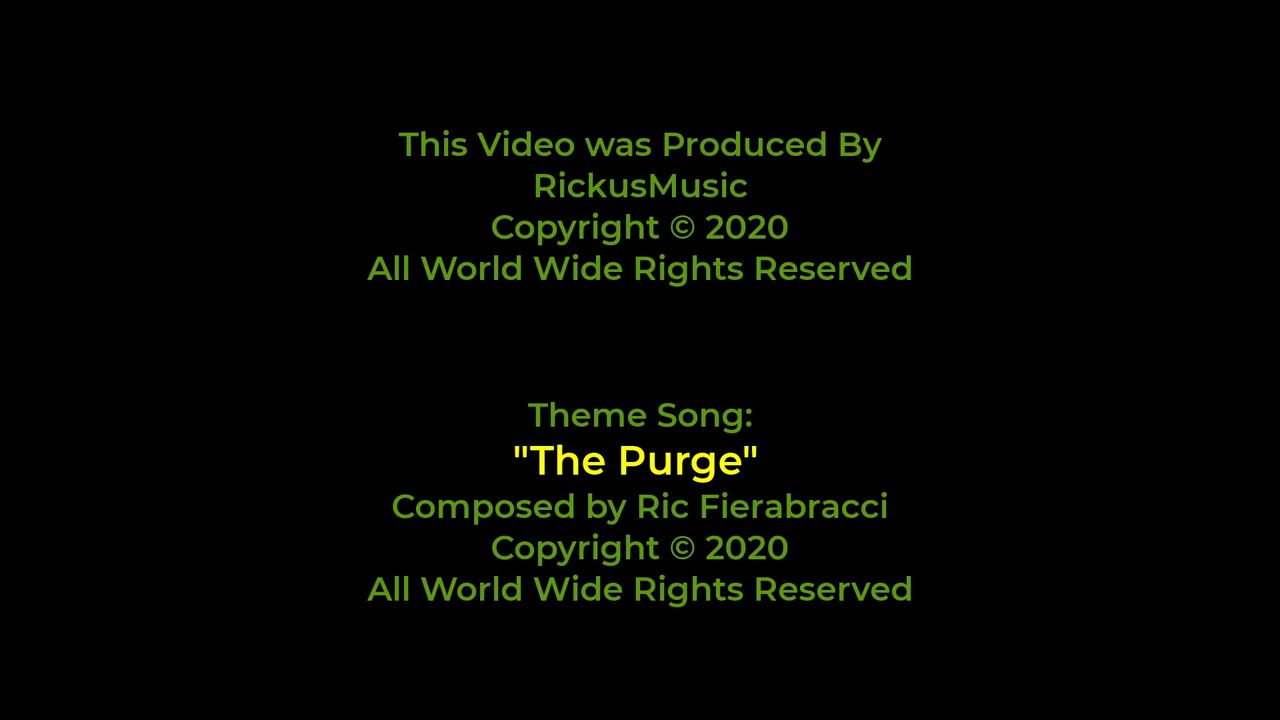 This Video was Produced By
RickusMusic
Copyright © 2020
All World Wide Rights Reserved
Theme Song:
"The Purge"
Composed by Ric Fierabracci
Copyright © 2020
All World Wide Rights Reserved